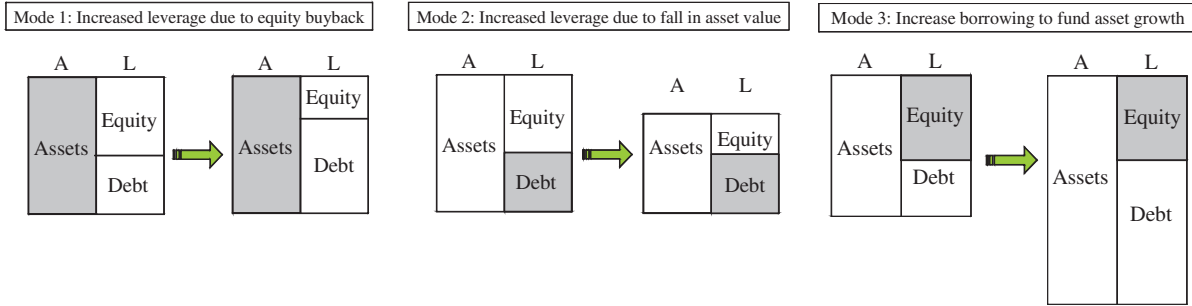 Mode 1: Increased leverage due to equity buyback
A L
Assets
Equity
Debt
A L
Assets
Equity
Debt
Mode 2: Increased leverage due to fall in asset value
A L
Assets
Equity
Debt
A L
Assets
Equity
Debt
Mode 3: Increase borrowing to fund asset growth
A L
Assets
Equity
Debt
A L
Assets
Equity
Debt